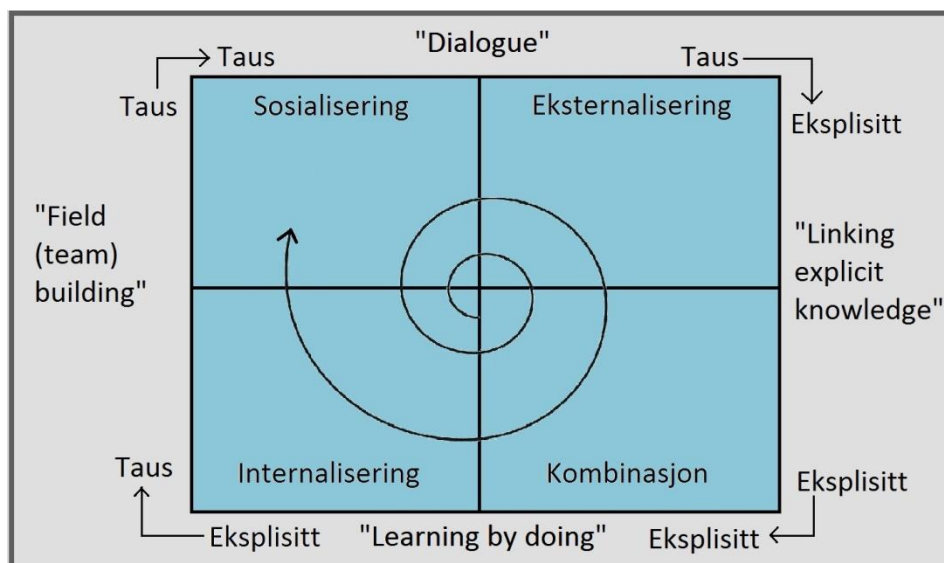 "Dialogue"
Taus
Taus
Taus
Eksplisitt
Sosialisering
Eksternalisering
"Field
(team)
building"
"Linking
explicit
knowledge"
Internalisering
Kombinasjon
Taus
Eksplisitt
"Learning by doing"
Eksplisitt
Eksplisitt